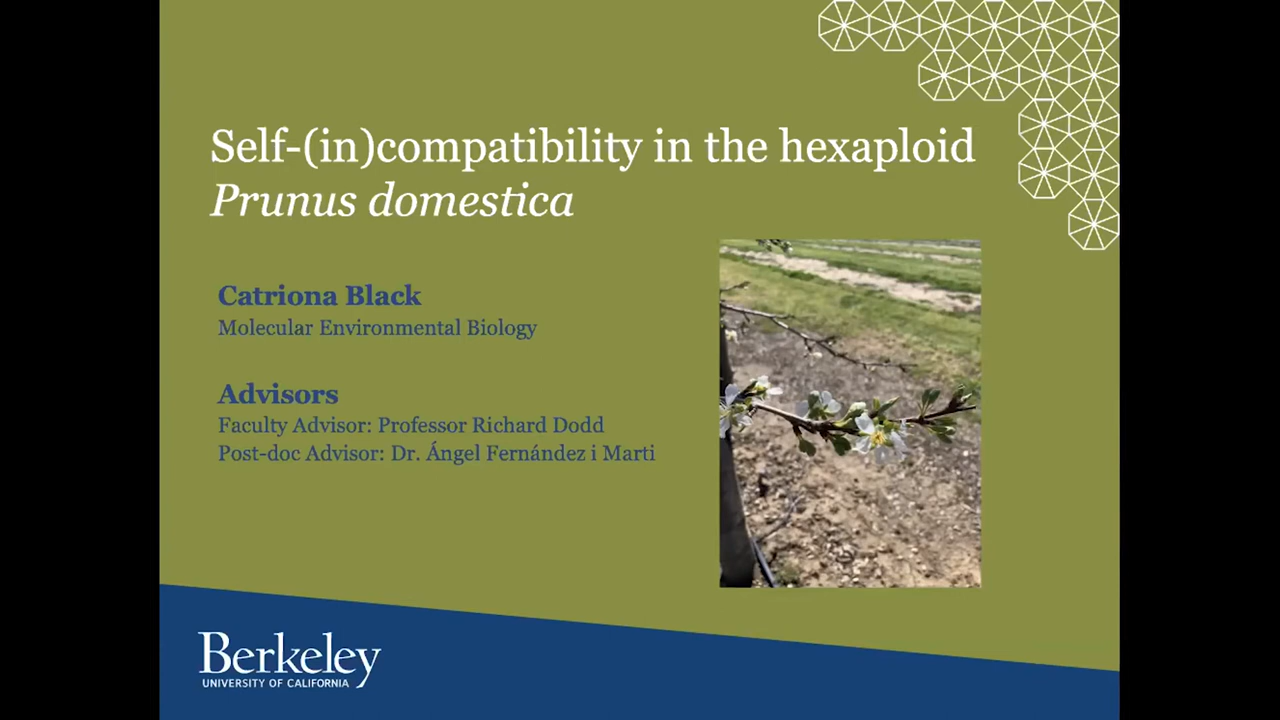 Self-(in)compatibility in the hexaploid
Prunus domestica
Catriona Black
Molecular Environmental Biology
Advisors
Faculty Advisor: Professor Richard Dodd
Post-doc Advisor: Dr. Ángel Fernández i Marti
Berkeley
UNIVERSITY OF CALIFORNIA